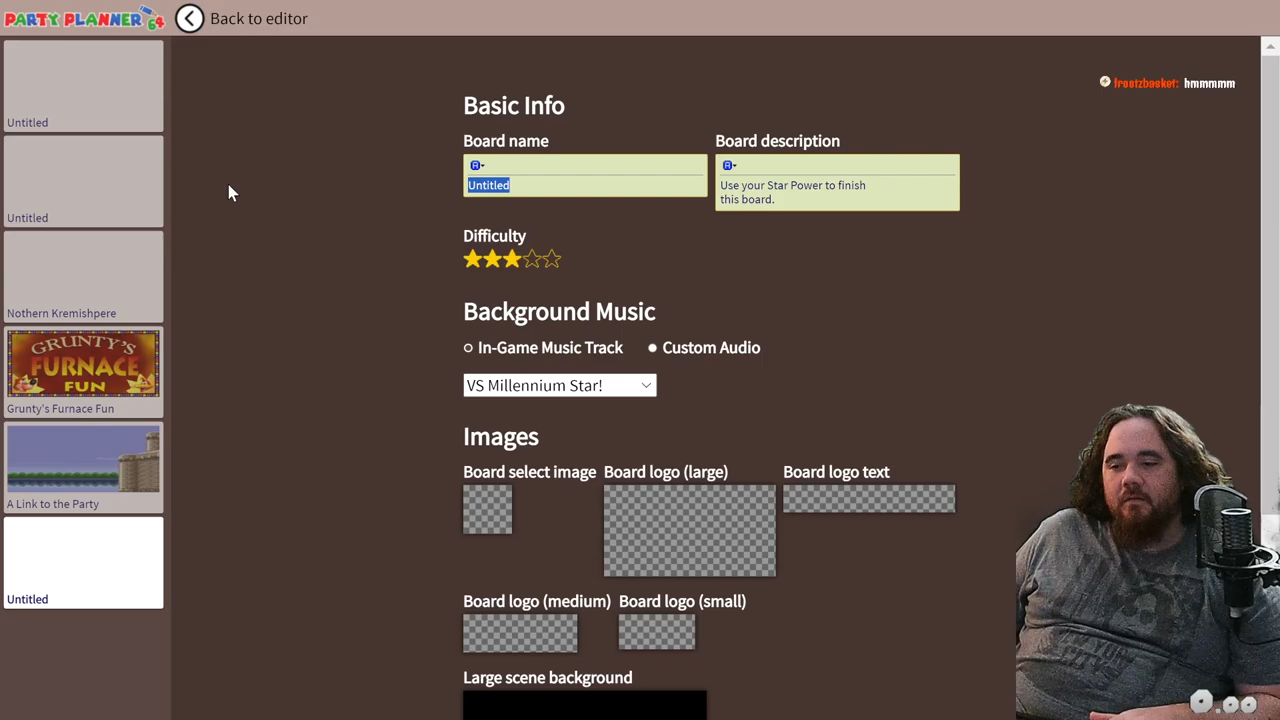 PARTY PLANNER 64
Back to editor
Untitled
Untitled
Nothern Kremishpere
GRUNTY'S
FURNACE
FUN
Grunty's Furnace Fun
A Link to the Party
Untitled
frootzbasket: hmmmmm
Basic Info
Board name
Untitled
Board description
Use your Star Power to finish
this board.
Difficulty
Background Music
In-Game Music Track
Custom Audio
VS Millennium Star!
Images
Board select image
Board logo (large)
Board logo text
Board logo (medium)
Board logo (small)
Large scene background
0.00